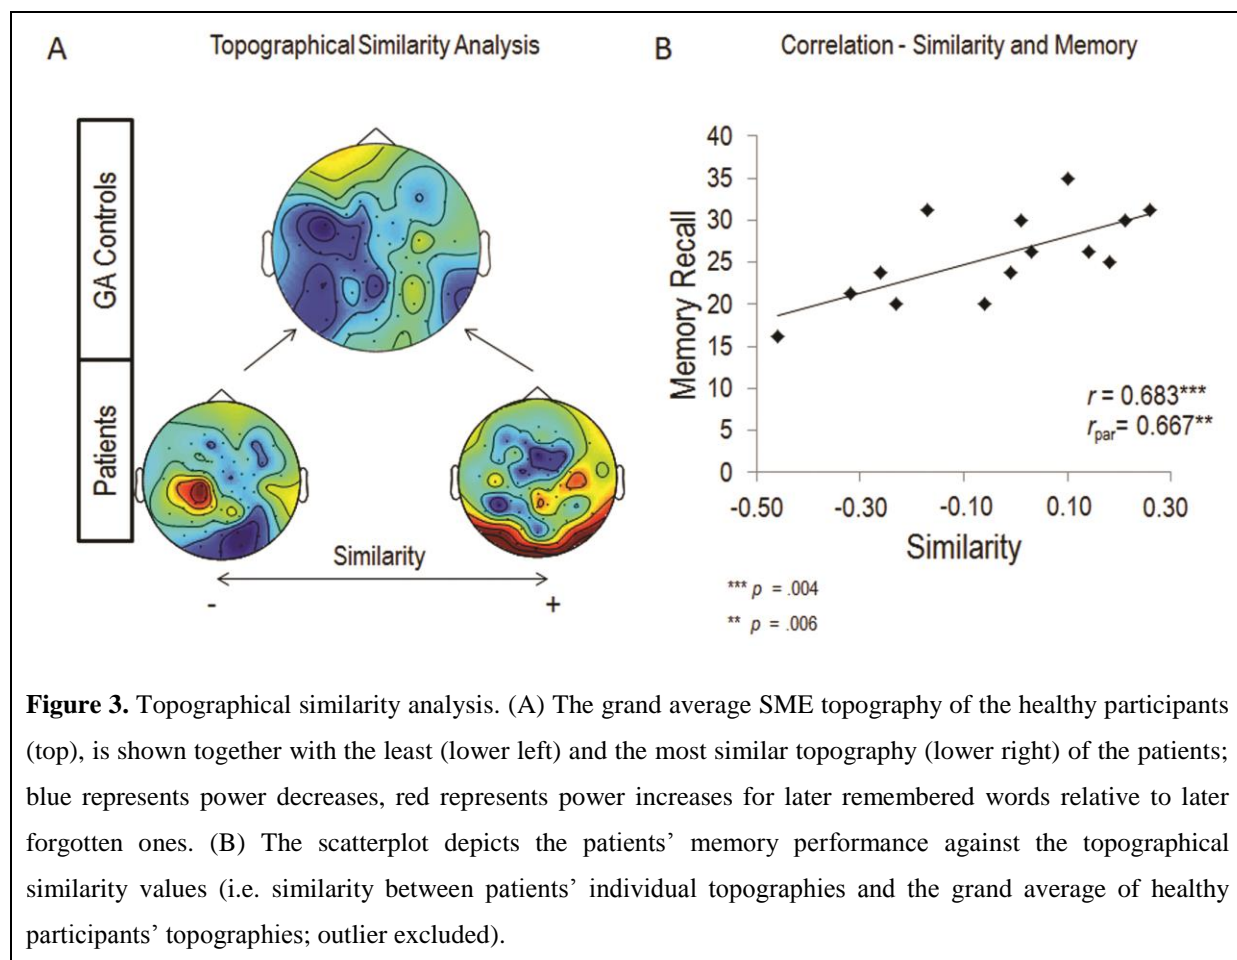 A
Topographical Similarity Analysis
GA Controls
Patients
Similarity
- +
B
Correlation - Similarity and Memory
Memory Recall
40
35
30
25
20
15
10
5
0
r = 0.683***
rpar= 0.667**
-0.50 -0.30 -0.10 0.10 0.30
Similarity
*** p = .004
** p = .006
Figure 3. Topographical similarity analysis. (A) The grand average SME topography of the healthy participants
(top), is shown together with the least (lower left) and the most similar topography (lower right) of the patients;
blue represents power decreases, red represents power increases for later remembered words relative to later
forgotten ones. (B) The scatterplot depicts the patients’ memory performance against the topographical
similarity values (i.e. similarity between patients’ individual topographies and the grand average of healthy
participants’ topographies; outlier excluded).